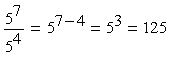 5^7/5^4 = 5^{7−4} = 5^3 = 125